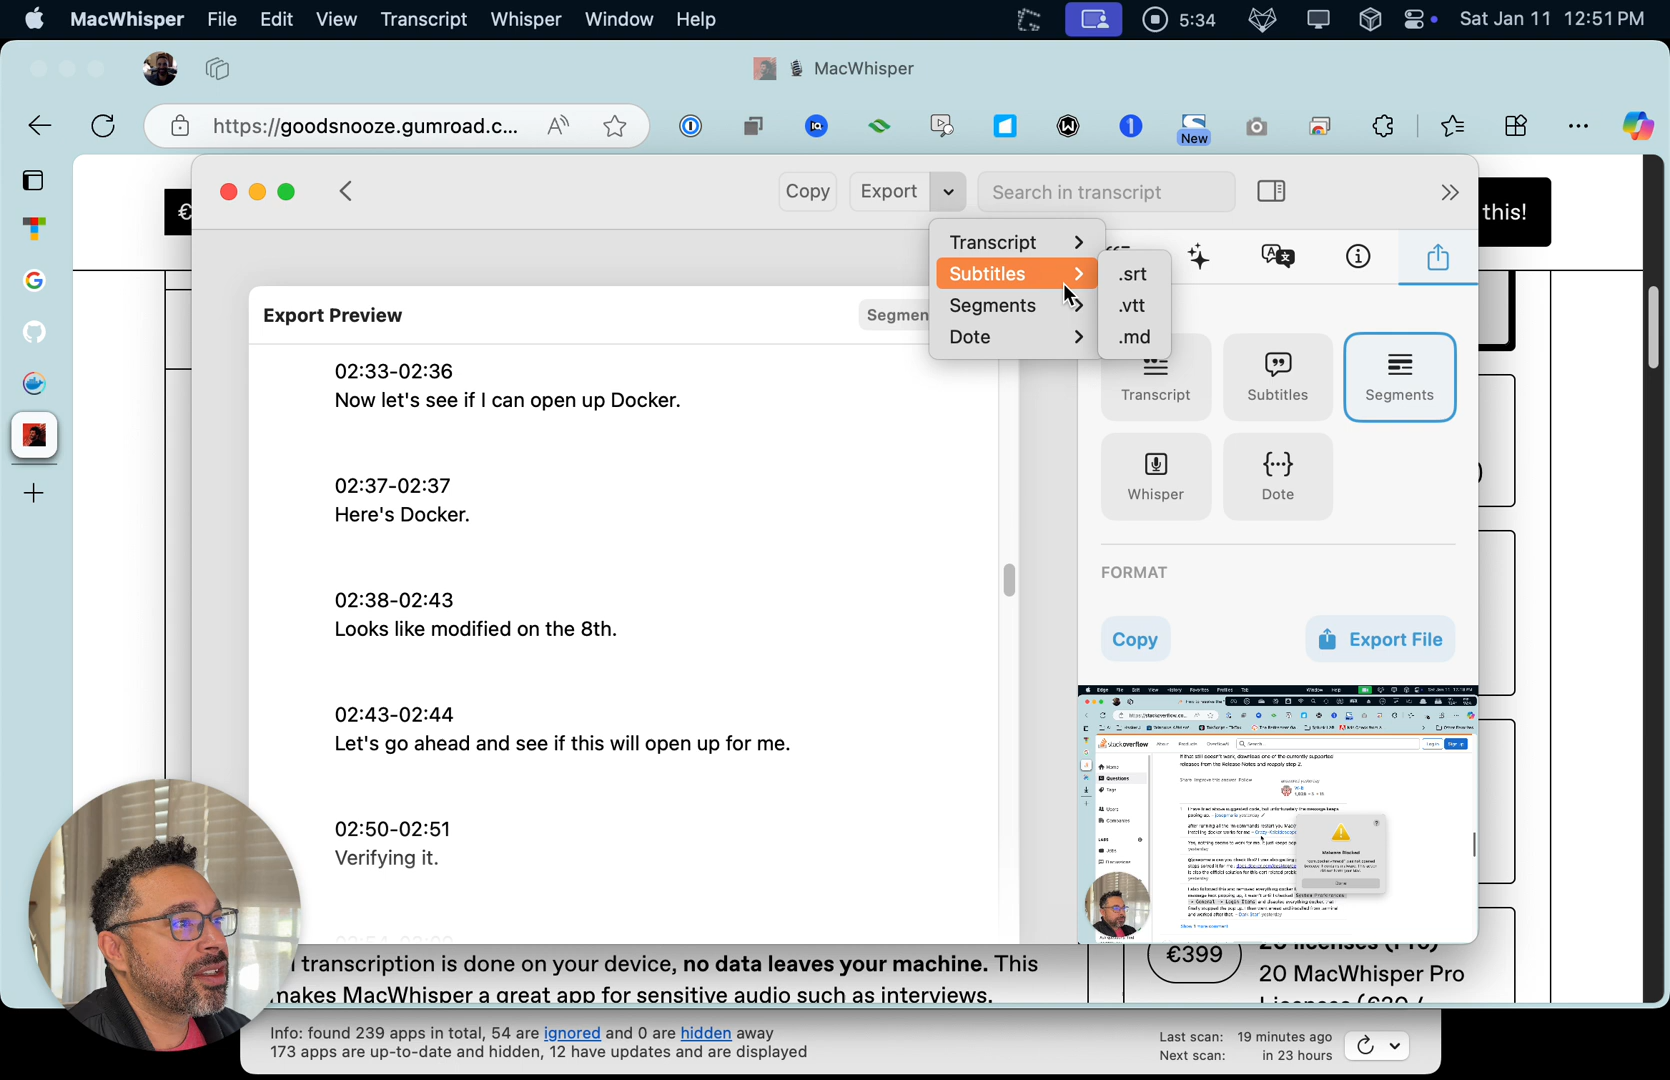 MacWhisper File Edit View Transcript Whisper Window Help
5:34
Sat Jan 11 12:51 PM
MacWhisper
https://goodsnooze.gumroad.c...
New
€
this!
Copy
Export
Search in transcript
Transcript
Subtitles
Segments
Dote
.srt
.vtt
.md
Export Preview
Segmen
02:33-02:36
Now let's see if I can open up Docker.
02:37-02:37
Here's Docker.
02:38-02:43
Looks like modified on the 8th.
02:43-02:44
Let's go ahead and see if this will open up for me.
02:50-02:51
Verifying it.
Transcript
Subtitles
Segments
Whisper
Dote
FORMAT
Copy
Export File
stackoverflow
Malware Blocked
transcription is done on your device, no data leaves your machine. This
makes MacWhisper a great app for sensitive audio such as interviews.
€399
20 licenses (Pro)
20 MacWhisper Pro
Info: found 239 apps in total, 54 are ignored and 0 are hidden away
173 apps are up-to-date and hidden, 12 have updates and are displayed
Last scan: 19 minutes ago
Next scan: in 23 hours